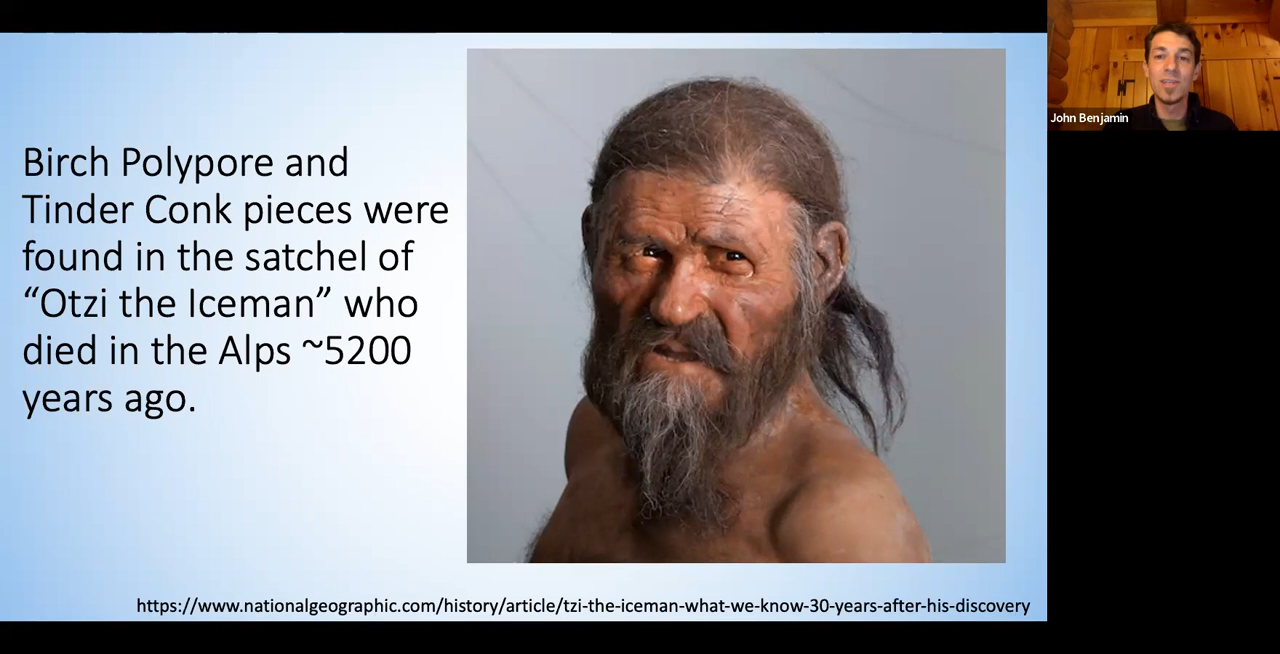 Birch Polypore and
Tinder Conk pieces were
found in the satchel of
“Otzi the Iceman” who
died in the Alps ~5200
years ago.
https://www.nationalgeographic.com/history/article/tzi-the-iceman-what-we-know-30-years-after-his-discovery
John Benjamin